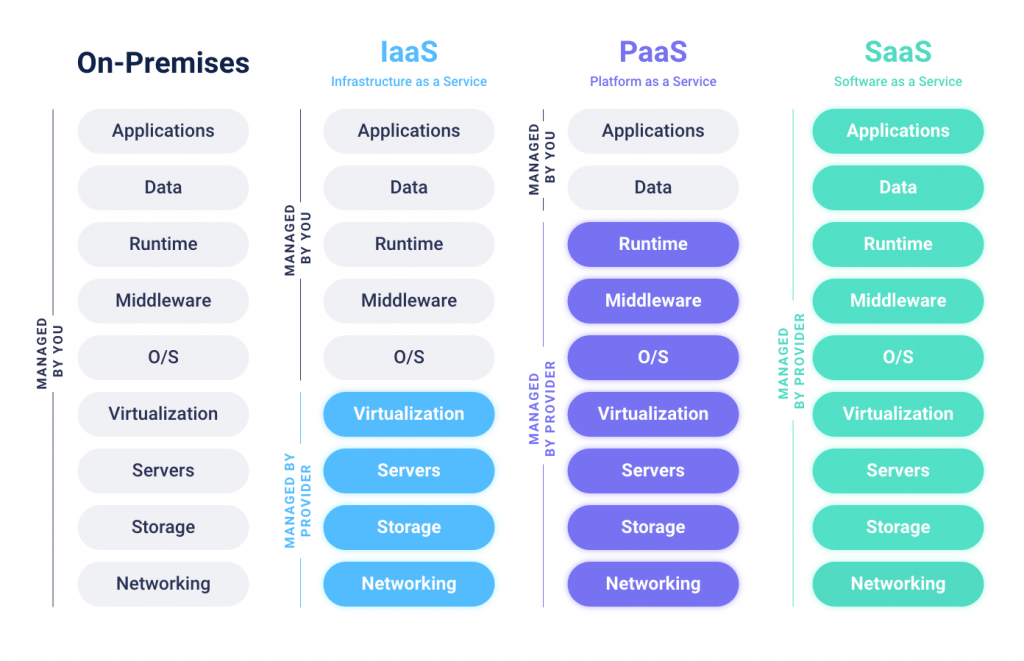 On-Premises
MANAGED
BY YOU
Applications
Data
Runtime
Middleware
O/S
Virtualization
Servers
Storage
Networking
IaaS
Infrastructure as a Service
MANAGED
BY YOU
Applications
Data
Runtime
Middleware
O/S
MANAGED BY
PROVIDER
Virtualization
Servers
Storage
Networking
PaaS
Platform as a Service
MANAGED
BY YOU
Applications
Data
MANAGED
BY PROVIDER
Runtime
Middleware
O/S
Virtualization
Servers
Storage
Networking
SaaS
Software as a Service
MANAGED
BY PROVIDER
Applications
Data
Runtime
Middleware
O/S
Virtualization
Servers
Storage
Networking